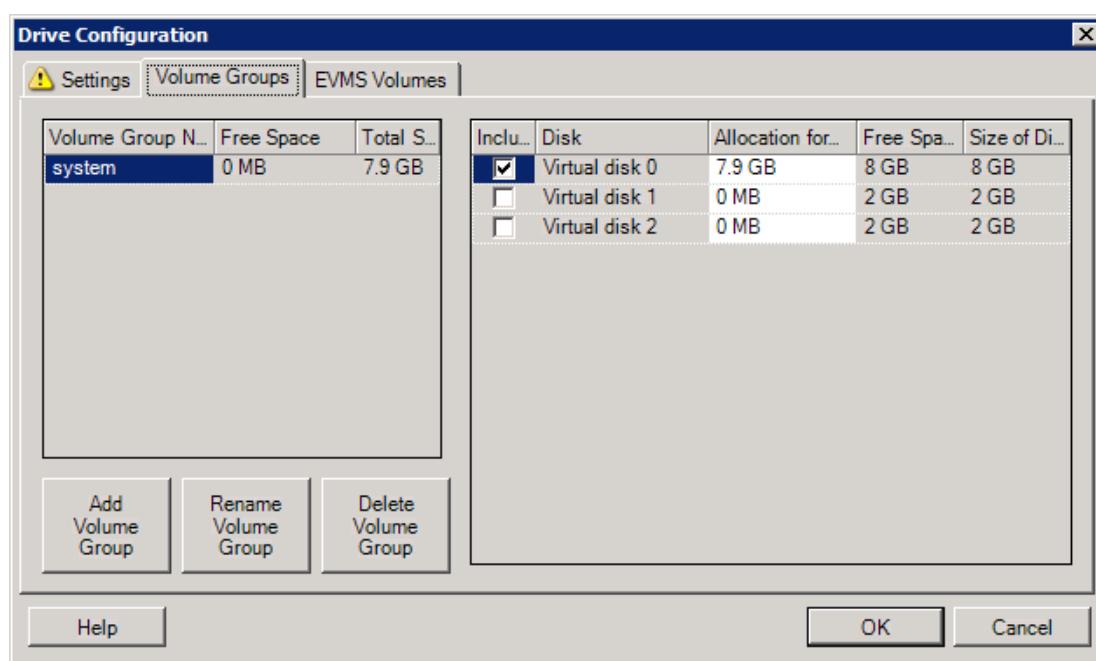 Drive Configuration
Settings Volume Groups EVMS Volumes
Volume Group N... Free Space Total S...
system 0 MB 7.9 GB
Inclu... Disk Allocation for... Free Spa... Size of Di...
Virtual disk 0 7.9 GB 8 GB 8 GB
Virtual disk 1 0 MB 2 GB 2 GB
Virtual disk 2 0 MB 2 GB 2 GB
Add
Volume
Group
Rename
Volume
Group
Delete
Volume
Group
Help OK Cancel